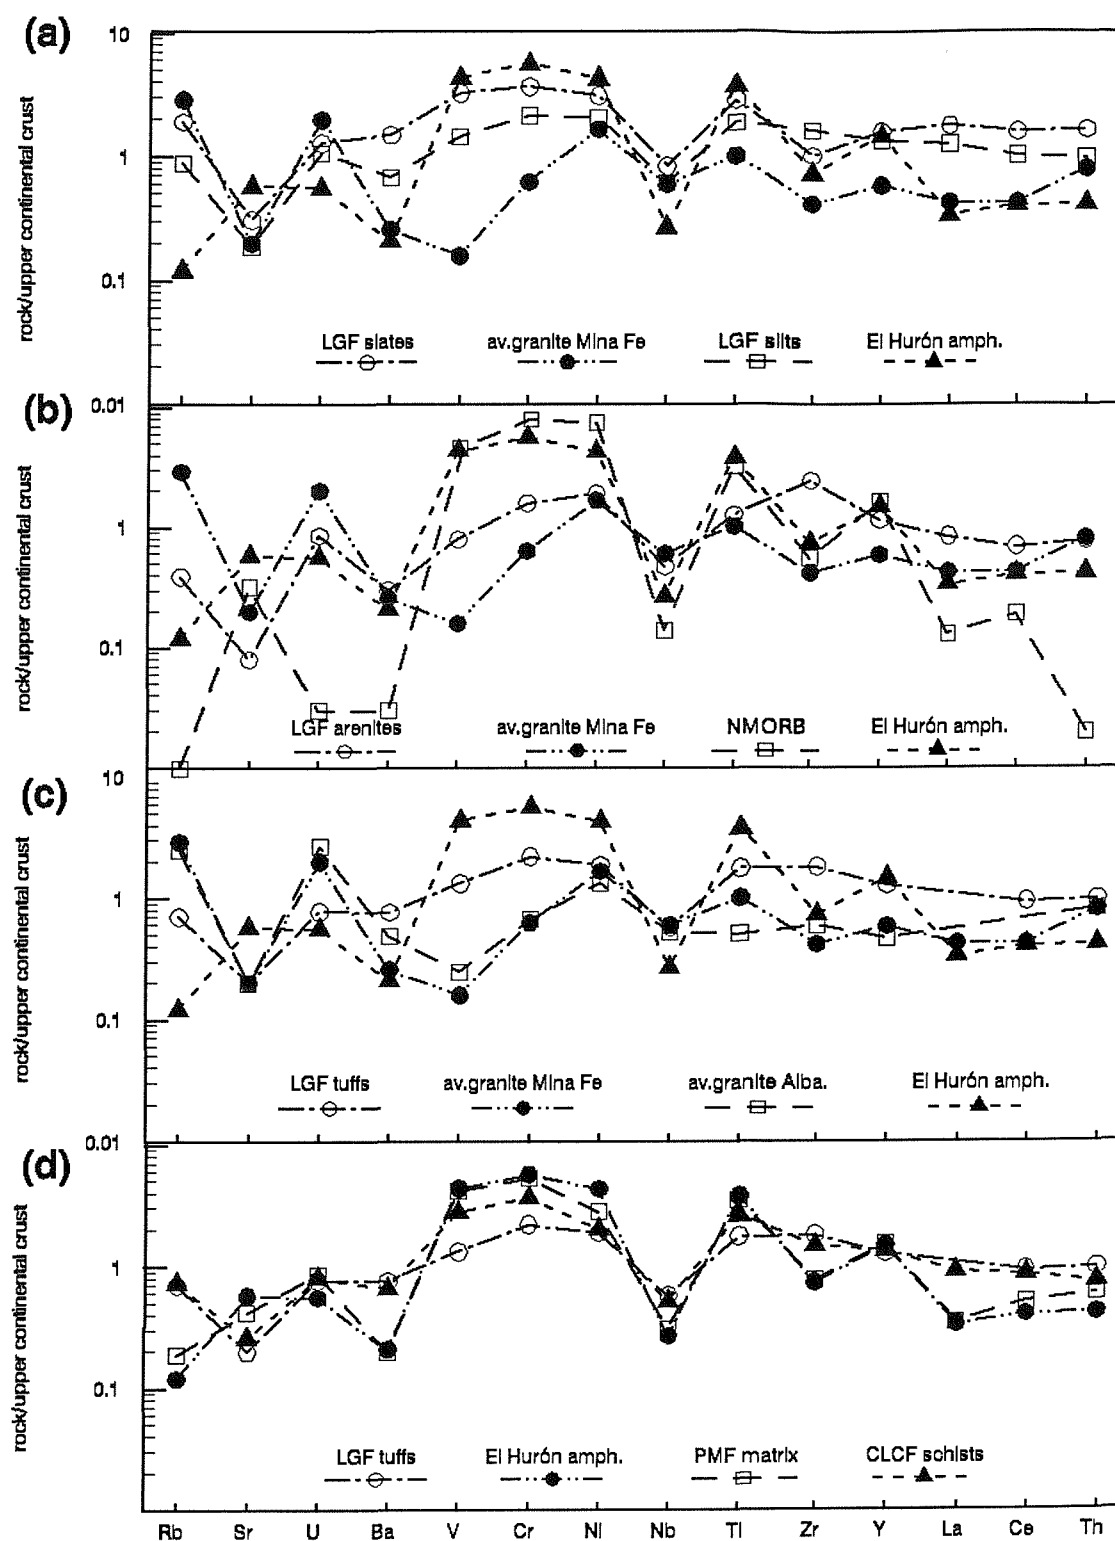 (a)
10
1
0.1
rock/upper continental crust
LGF slates av.granite Mina Fe LGF silts El Hurón amph.
(b)
0.01
1
0.1
rock/upper continental crust
LGF arenites av.granite Mina Fe NMORB El Hurón amph.
(c)
10
1
0.1
rock/upper continental crust
LGF tuffs av.granite Mina Fe av.granite Alba. El Hurón amph.
0.01
(d)
1
0.1
rock/upper continental crust
LGF tuffs El Hurón amph. PMF matrix CLCF schists
Rb Sr U Ba V Cr Ni Nb Ti Zr Y La Ce Th